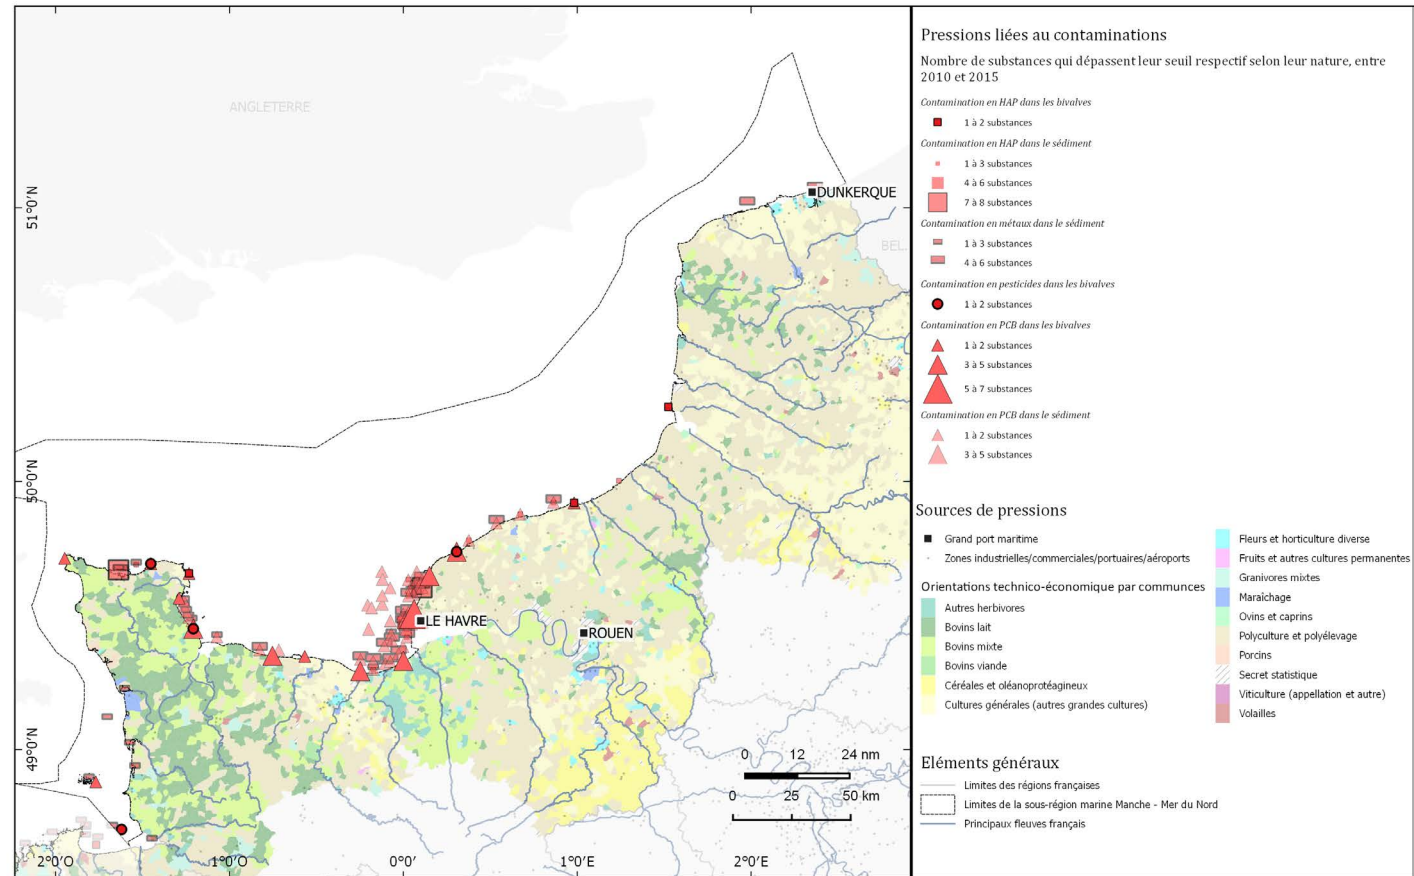 ANGLETERRE
DUNKERQUE
BEL.
LE HAVRE
ROUEN
51°0'N
50°0'N
49°0'N
2°0'O
1°0'O
0°0'
1°0'E
2°0'E
0 12 24 nm
0 25 50 km
Pressions liées au contaminations
Nombre de substances qui dépassent leur seuil respectif selon leur nature, entre
2010 et 2015
Contamination en HAP dans les bivalves
1 à 2 substances
Contamination en HAP dans le sédiment
1 à 3 substances
4 à 6 substances
7 à 8 substances
Contamination en métaux dans le sédiment
1 à 3 substances
4 à 6 substances
Contamination en pesticides dans les bivalves
1 à 2 substances
Contamination en PCB dans les bivalves
1 à 2 substances
3 à 5 substances
5 à 7 substances
Contamination en PCB dans le sédiment
1 à 2 substances
3 à 5 substances
Sources de pressions
Grand port maritime
Zones industrielles/commerciales/portuaires/aéroports
Orientations technico-économique par communces
Autres herbivores
Bovins lait
Bovins mixte
Bovins viande
Céréales et oléanoprotéagineux
Cultures générales (autres grandes cultures)
Fleurs et horticulture diverse
Fruits et autres cultures permanentes
Granivores mixtes
Maraîchage
Ovins et caprins
Polyculture et polyélevage
Porcins
Secret statistique
Viticulture (appellation et autre)
Volailles
Eléments généraux
Limites des régions françaises
Limites de la sous-région marine Manche - Mer du Nord
Principaux fleuves français